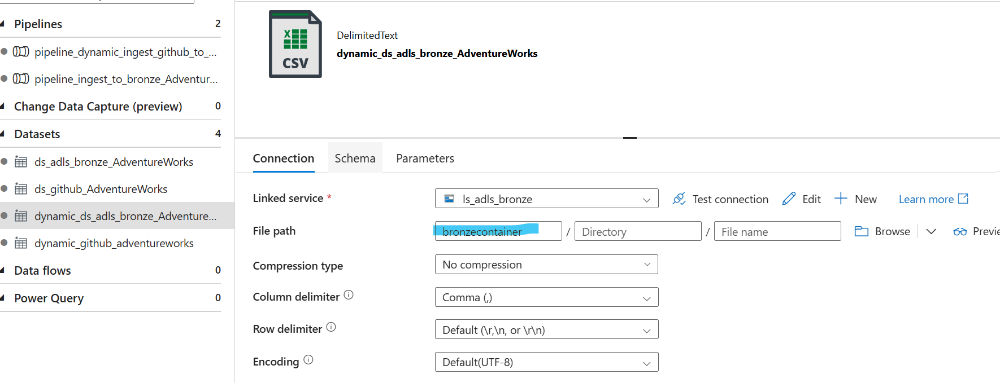 Pipelines 2
pipeline_dynamic_ingest_github_to_...
pipeline_ingest_to_bronze_Adventur...
Change Data Capture (preview) 0
Datasets 4
ds_adls_bronze_AdventureWorks
ds_github_AdventureWorks
dynamic_ds_adls_bronze_Adventure...
dynamic_github_adventureworks
Data flows 0
Power Query 0
X
CSV
DelimitedText
dynamic_ds_adls_bronze_AdventureWorks
Connection Schema Parameters
Linked service * ls_adls_bronze Test connection Edit New Learn more
File path bronzecontainer / Directory / File name Browse Previe
Compression type No compression
Column delimiter Comma (,)
Row delimiter Default (\r,\n, or \r\n)
Encoding Default(UTF-8)